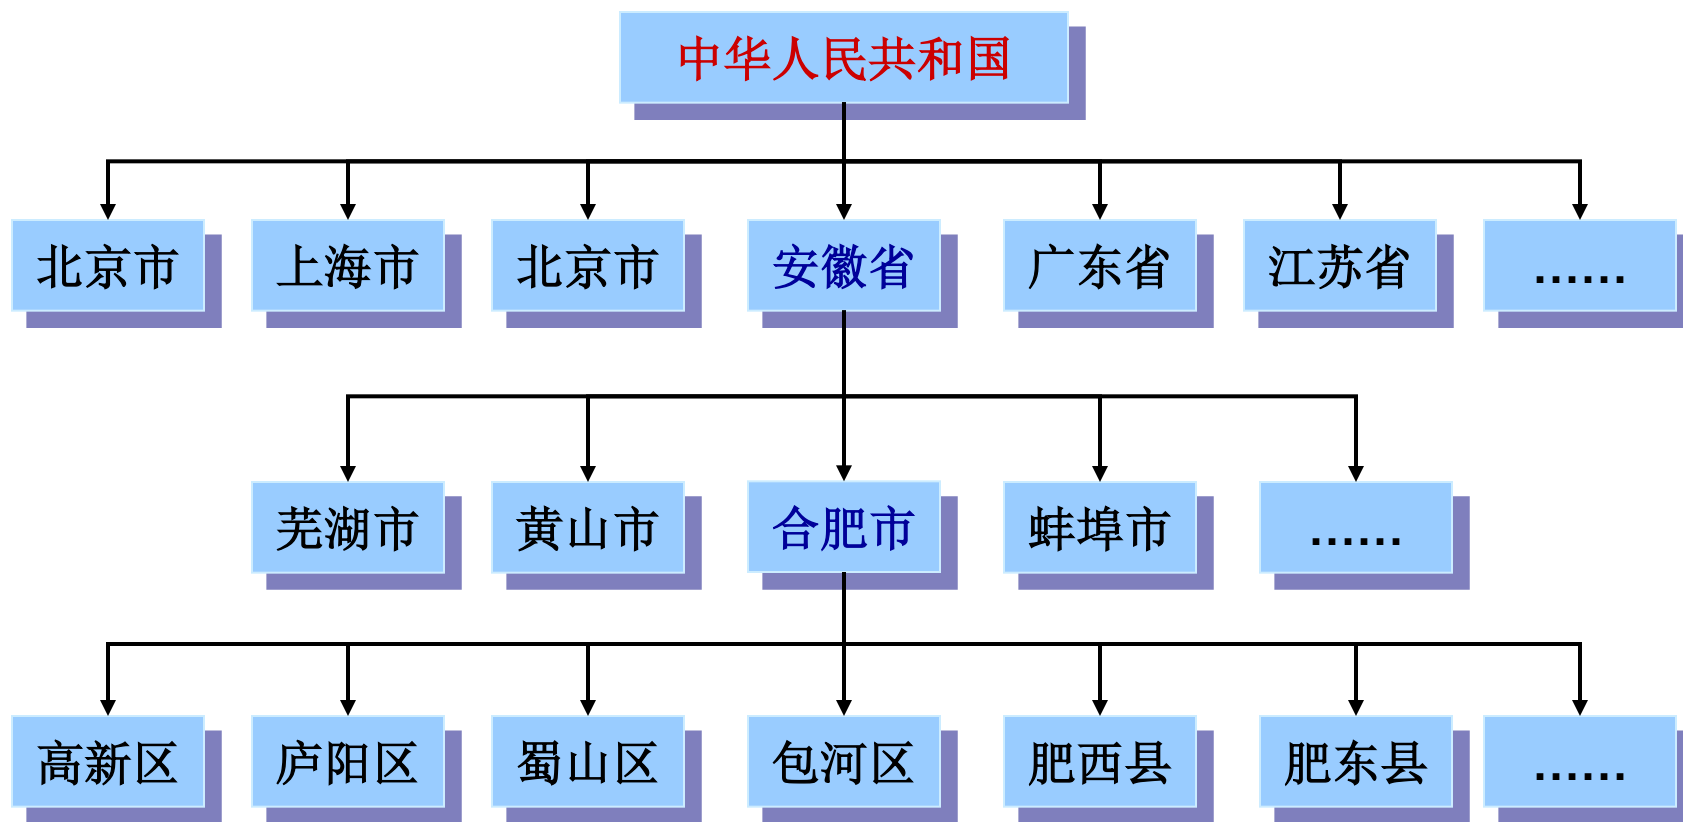 中华人民共和国
北京市 上海市 北京市 安徽省 广东省 江苏省 ......
芜湖市 黄山市 合肥市 蚌埠市 ......
高新区 庐阳区 蜀山区 包河区 肥西县 肥东县 ......